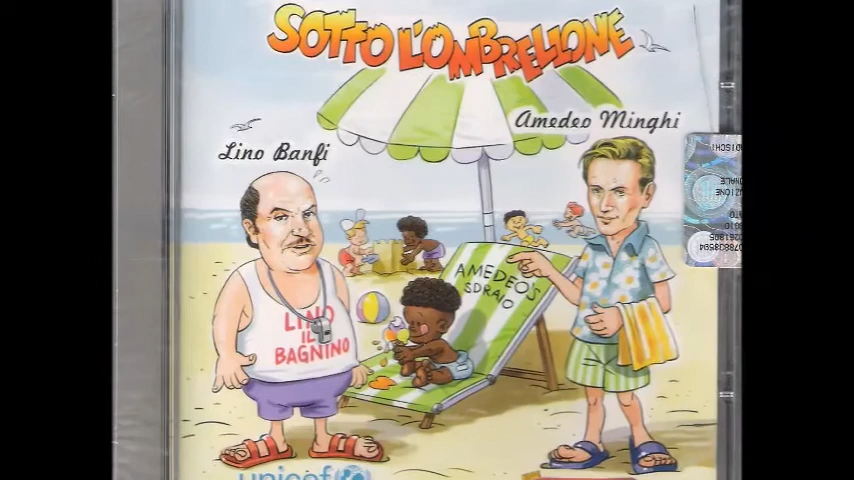 SOTTO L'OMBRELLONE
Amedeo Minghi
Lino Banfi
AMEDEO'S
SDRAIO
LINO
IL
BAGNINO
unicef